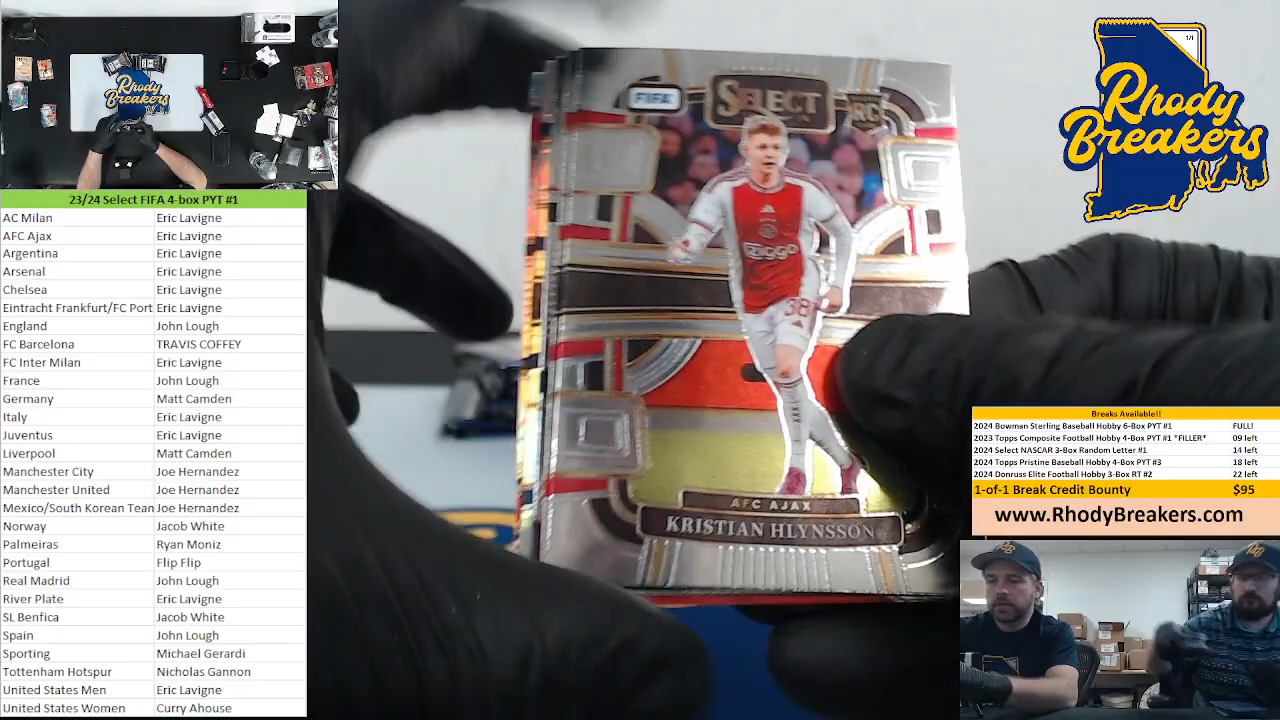 Rhody
Breakers
23/24 Select FIFA 4-box PYT #1
AC Milan Eric Lavigne
AFC Ajax Eric Lavigne
Argentina Eric Lavigne
Arsenal Eric Lavigne
Chelsea Eric Lavigne
Eintracht Frankfurt/FC Port Eric Lavigne
England John Lough
FC Barcelona TRAVIS COFFEY
FC Inter Milan Eric Lavigne
France John Lough
Germany Matt Camden
Italy Eric Lavigne
Juventus Eric Lavigne
Liverpool Matt Camden
Manchester City Joe Hernandez
Manchester United Joe Hernandez
Mexico/South Korean Team Joe Hernandez
Norway Jacob White
Palmeiras Ryan Moniz
Portugal Flip Flip
Real Madrid John Lough
River Plate Eric Lavigne
SL Benfica Jacob White
Spain John Lough
Sporting Michael Gerardi
Tottenham Hotspur Nicholas Gannon
United States Men Eric Lavigne
United States Women Curry Ahouse
FIFA
SELECT
RC
Ziggo
38
AFC AJAX
KRISTIAN HLYNSSON
1/1
Rhody
Breakers
Breaks Available!!
2024 Bowman Sterling Baseball Hobby 6-Box PYT #1 FULL!
2023 Topps Composite Football Hobby 4-Box PYT #1 *FILLER* 09 left
2024 Select NASCAR 3-Box Random Letter #1 14 left
2024 Topps Pristine Baseball Hobby 4-Box PYT #3 18 left
2024 Donruss Elite Football Hobby 3-Box RT #2 22 left
1-of-1 Break Credit Bounty $95
www.RhodyBreakers.com